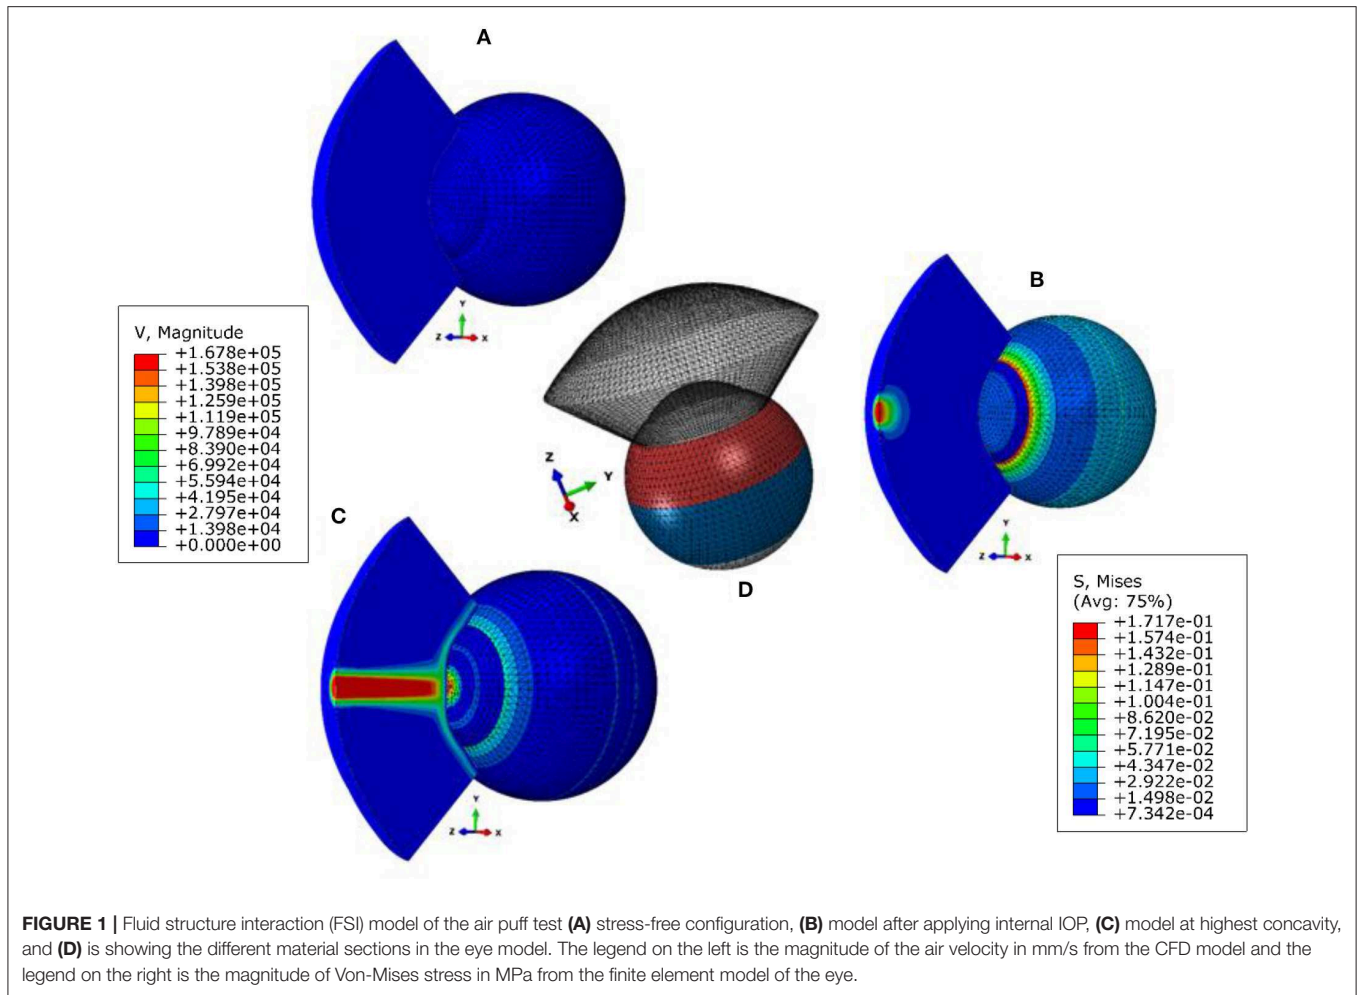 A
B
V, Magnitude
+1.678e+05
+1.538e+05
+1.398e+05
+1.259e+05
+1.119e+05
+9.789e+04
+8.390e+04
+6.992e+04
+5.594e+04
+4.195e+04
+2.797e+04
+1.398e+04
+0.000e+00
Y
Z X
Z
Y
X
Y
Z X
C
D
S, Mises
(Avg: 75%)
+1.717e-01
+1.574e-01
+1.432e-01
+1.289e-01
+1.147e-01
+1.004e-01
+8.620e-02
+7.195e-02
+5.771e-02
+4.347e-02
+2.922e-02
+1.498e-02
+7.342e-04
Y
Z X
FIGURE 1 | Fluid structure interaction (FSI) model of the air puff test (A) stress-free configuration, (B) model after applying internal IOP, (C) model at highest concavity,
and (D) is showing the different material sections in the eye model. The legend on the left is the magnitude of the air velocity in mm/s from the CFD model and the
legend on the right is the magnitude of Von-Mises stress in MPa from the finite element model of the eye.